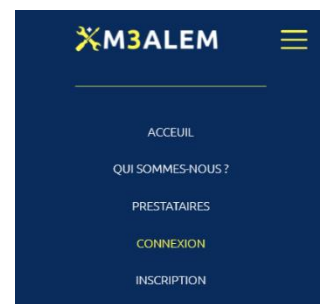 M3ALEM
ACCEUIL
QUI SOMMES-NOUS ?
PRESTATAIRES
CONNEXION
INSCRIPTION